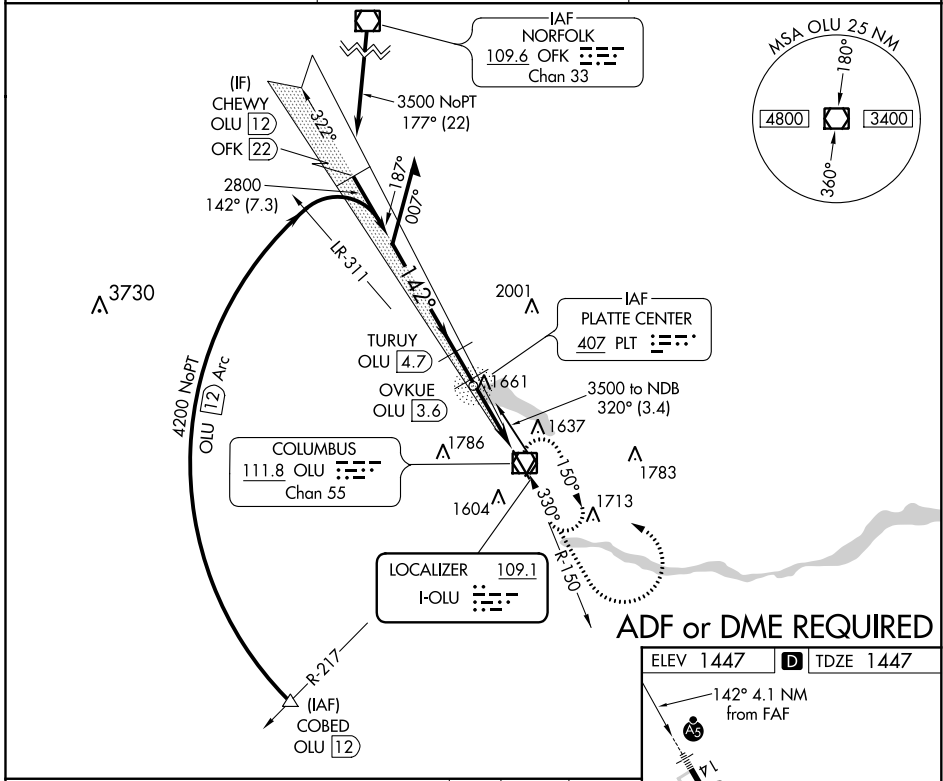 IAF
NORFOLK
109.6 OFK
Chan 33
MSA OLU 25 NM
180°
4800
3400
360°
(IF)
CHEWY
OLU 12
OFK 22
322°
3500 NoPT
177° (22)
2800
142° (7.3)
187°
007°
LR-311
142°
3730
2001
IAF
PLATTE CENTER
407 PLT
TURUY
OLU 4.7
OVKUE
OLU 3.6
1661
3500 to NDB
320° (3.4)
4200 NoPT
OLU 12 Arc
1637
COLUMBUS
111.8 OLU
Chan 55
1786
1783
150°
1604
330°
1713
R-150
LOCALIZER 109.1
I-OLU
R-217
(IAF)
COBED
OLU 12
ADF or DME REQUIRED
ELEV 1447 D TDZE 1447
142° 4.1 NM
from FAF
A5
14